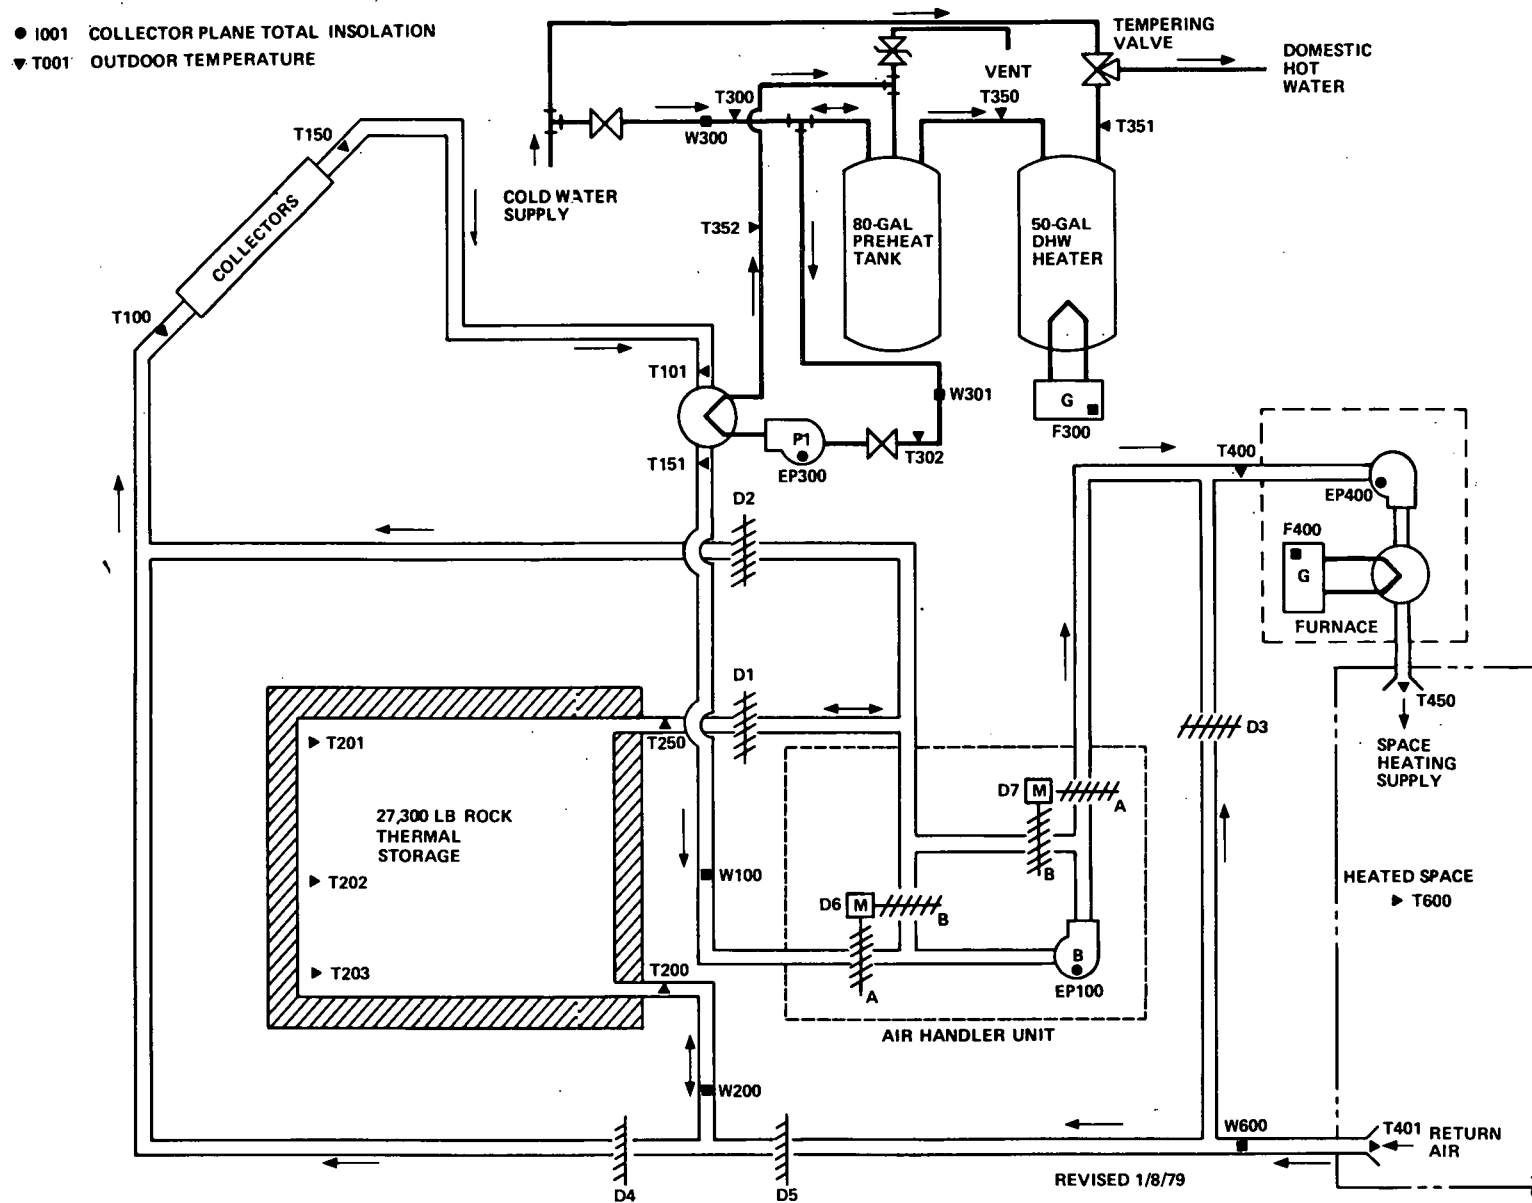 I001 COLLECTOR PLANE TOTAL INSOLATION
T001 OUTDOOR TEMPERATURE
TEMPERING
VALVE
DOMESTIC
HOT
WATER
VENT
T300
W300
T350
T351
T150
COLD WATER
SUPPLY
COLLECTORS
T352
80-GAL
PREHEAT
TANK
50-GAL
DHW
HEATER
T100
T101
W301
G
F300
P1
EP300
T302
T151
T400
EP400
F400
G
FURNACE
D2
D1
T250
T450
SPACE
HEATING
SUPPLY
D3
T201
27,300 LB ROCK
THERMAL
STORAGE
T202
T203
D7
M
A
B
W100
D6
M
B
A
HEATED SPACE
T600
B
EP100
T200
AIR HANDLER UNIT
W200
W600
T401
RETURN
AIR
D4
D5
REVISED 1/8/79